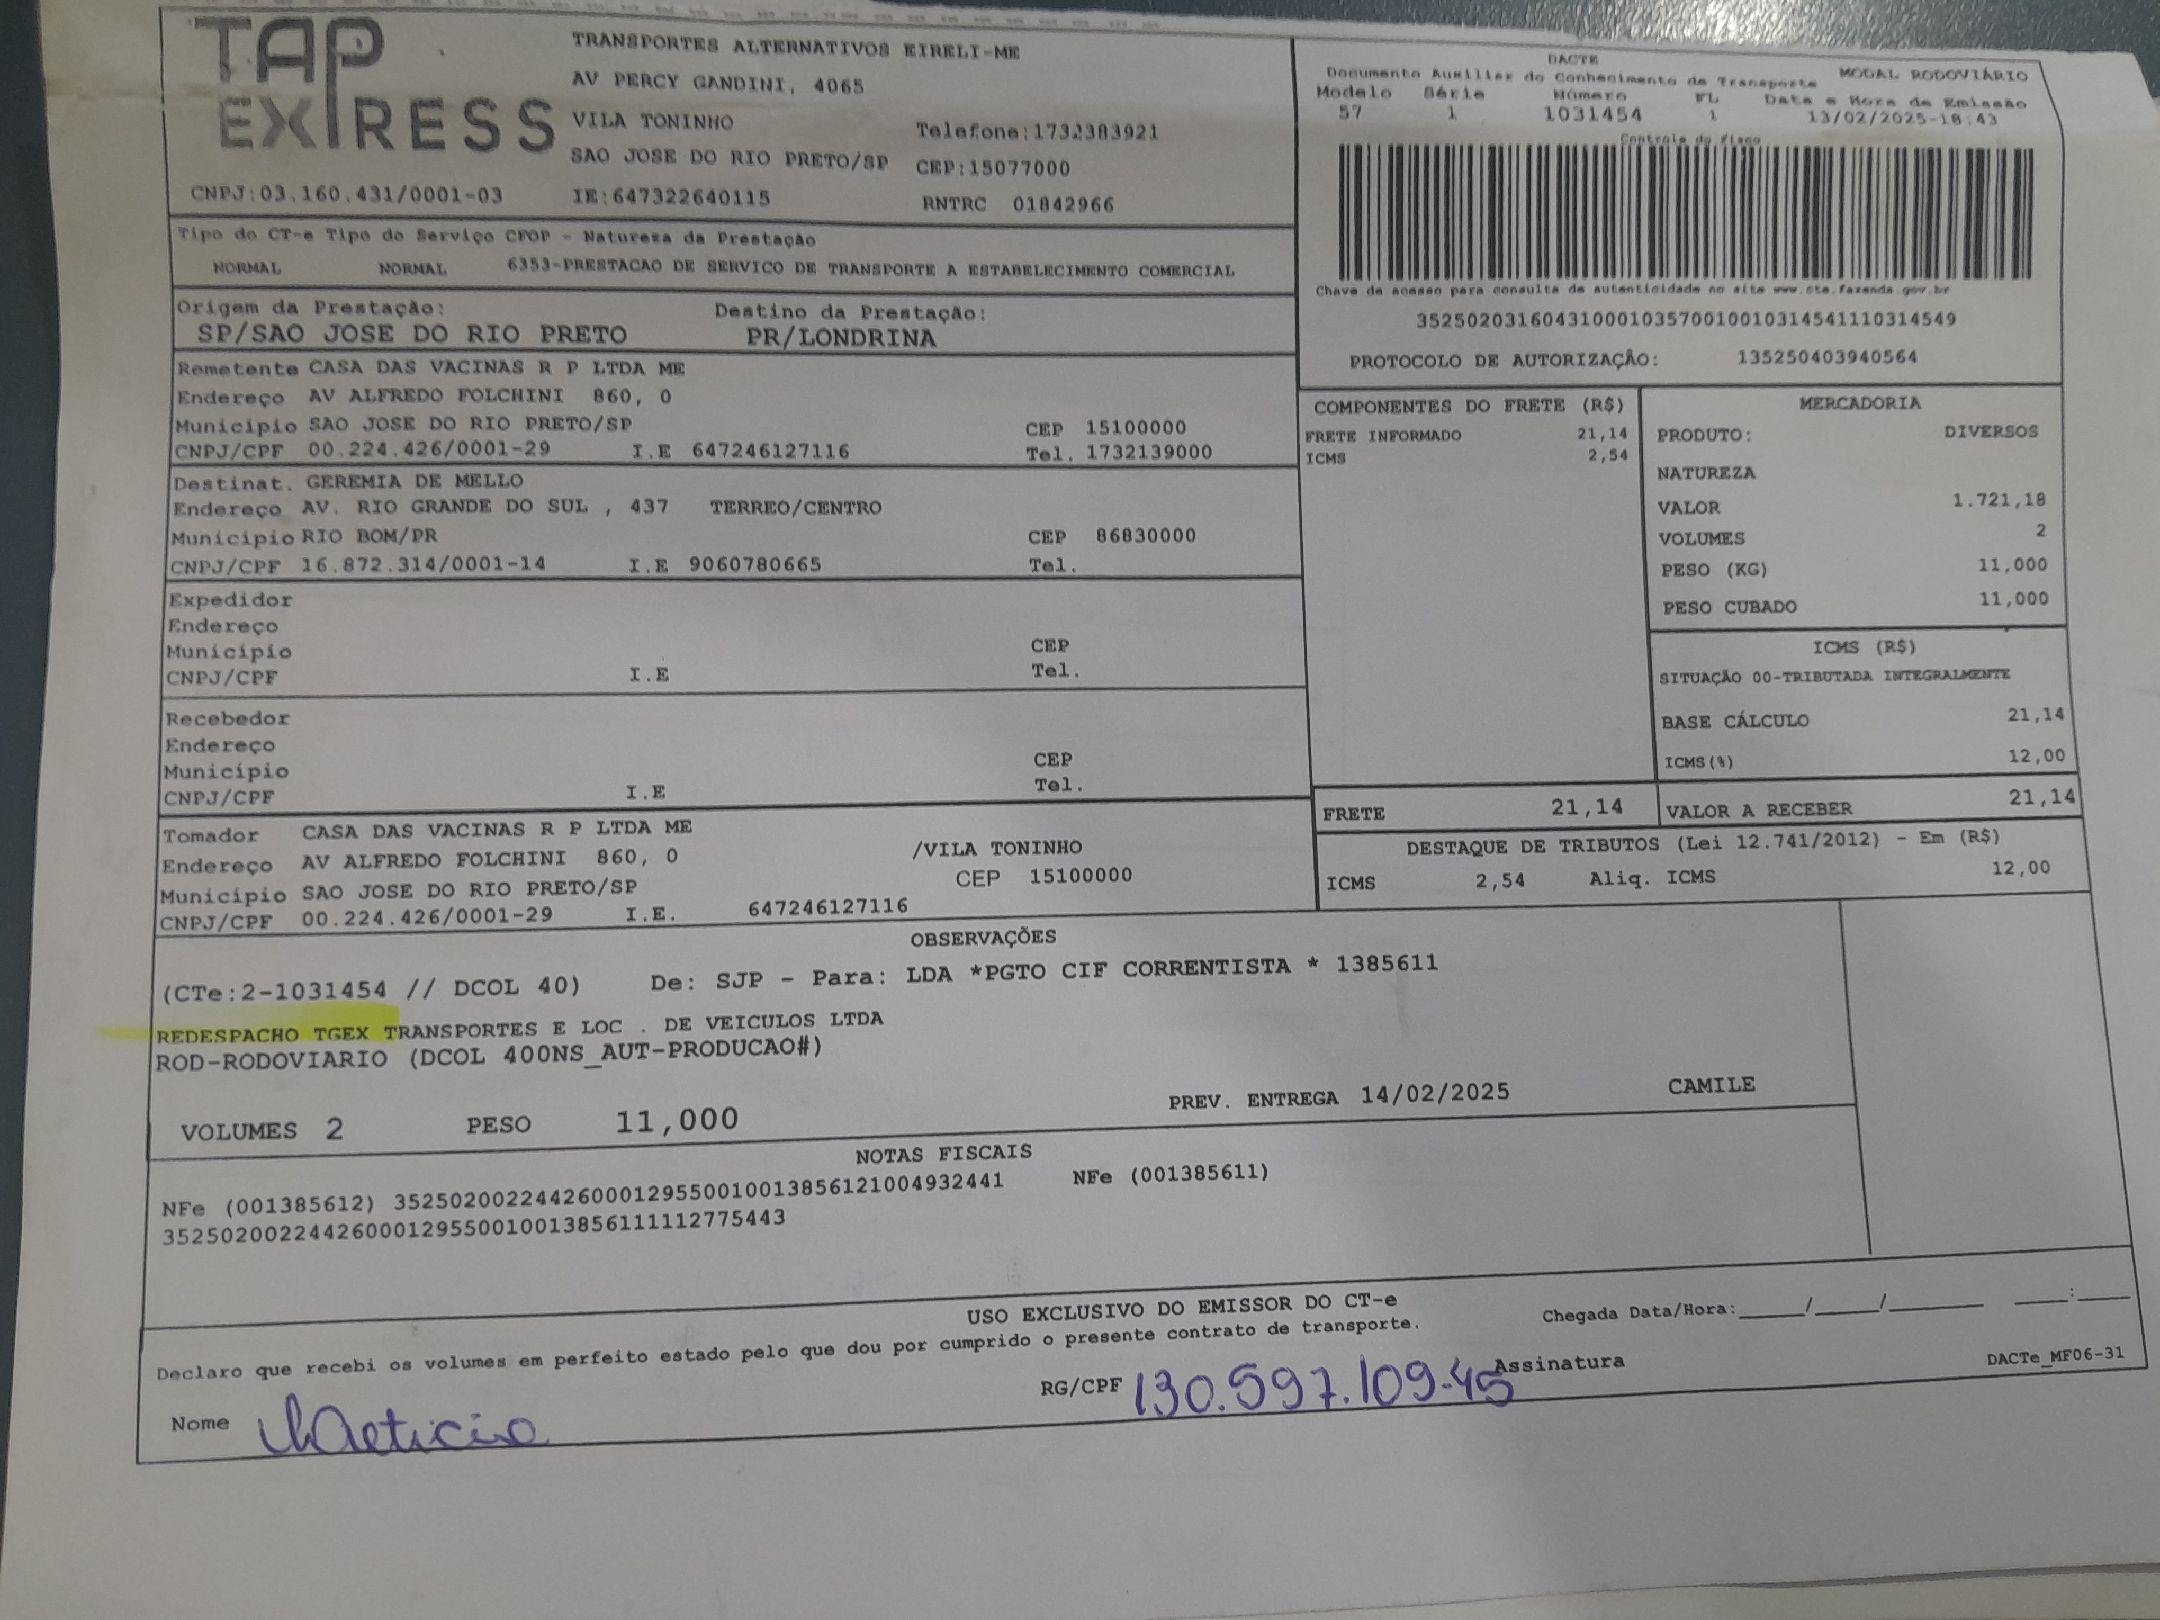 TAP EXPRESS
TRANSPORTES ALTERNATIVOS EIRELI-ME
AV PERCY GANDINI, 4065
VILA TONINHO Telefone:1732383921
SAO JOSE DO RIO PRETO/SP CEP:15077000
CNPJ:03.160.431/0001-03 IE:647322640115 RNTRC 01842966
DACTE
Documento Auxiliar do Conhecimento de Transporte MODAL RODOVIÁRIO
Modelo Série Número FL Data e Hora de Emissão
57 1 1031454 1 13/02/2025-18:43
Controle do Fisco
Chave de acesso para consulta de autenticidade no site www.cte.fazenda.gov.br
35250203160431000103570010010314541110314549
PROTOCOLO DE AUTORIZAÇÃO: 135250403940564
Tipo do CT-e Tipo do Serviço CFOP - Natureza da Prestação
NORMAL NORMAL 6353-PRESTACAO DE SERVICO DE TRANSPORTE A ESTABELECIMENTO COMERCIAL
Origem da Prestação: Destino da Prestação:
SP/SAO JOSE DO RIO PRETO PR/LONDRINA
Remetente CASA DAS VACINAS R P LTDA ME
Endereço AV ALFREDO FOLCHINI 860, 0
Municipio SAO JOSE DO RIO PRETO/SP CEP 15100000
CNPJ/CPF 00.224.426/0001-29 I.E 647246127116 Tel. 1732139000
Destinat. GEREMIA DE MELLO
Endereço AV. RIO GRANDE DO SUL , 437 TERREO/CENTRO
Município RIO BOM/PR CEP 86830000
CNPJ/CPF 16.872.314/0001-14 I.E 9060780665 Tel.
Expedidor
Endereço
Município CEP
CNPJ/CPF I.E Tel.
Recebedor
Endereço
Município CEP
CNPJ/CPF I.E Tel.
Tomador CASA DAS VACINAS R P LTDA ME
Endereço AV ALFREDO FOLCHINI 860, 0 /VILA TONINHO
Município SAO JOSE DO RIO PRETO/SP CEP 15100000
CNPJ/CPF 00.224.426/0001-29 I.E. 647246127116
COMPONENTES DO FRETE (R$)
FRETE INFORMADO 21,14
ICMS 2,54
MERCADORIA
PRODUTO: DIVERSOS
NATUREZA
VALOR 1.721,18
VOLUMES 2
PESO (KG) 11,000
PESO CUBADO 11,000
ICMS (R$)
SITUAÇÃO 00-TRIBUTADA INTEGRALMENTE
BASE CÁLCULO 21,14
ICMS(%) 12,00
FRETE 21,14 VALOR A RECEBER 21,14
DESTAQUE DE TRIBUTOS (Lei 12.741/2012) - Em (R$)
ICMS 2,54 Aliq. ICMS 12,00
OBSERVAÇÕES
(CTe:2-1031454 // DCOL 40) De: SJP - Para: LDA *PGTO CIF CORRENTISTA * 1385611
REDESPACHO TGEX TRANSPORTES E LOC . DE VEICULOS LTDA
ROD-RODOVIARIO (DCOL 400NS_AUT-PRODUCAO#)
VOLUMES 2 PESO 11,000 PREV. ENTREGA 14/02/2025 CAMILE
NOTAS FISCAIS
NFe (001385612) 35250200224426000129550010013856121004932441 NFe (001385611)
35250200224426000129550010013856111112775443
USO EXCLUSIVO DO EMISSOR DO CT-e
Declaro que recebi os volumes em perfeito estado pelo que dou por cumprido o presente contrato de transporte. Chegada Data/Hora:____/____/______ ____:____
Nome Laeticia RG/CPF 130.597.109-45 Assinatura DACTe_MF06-31